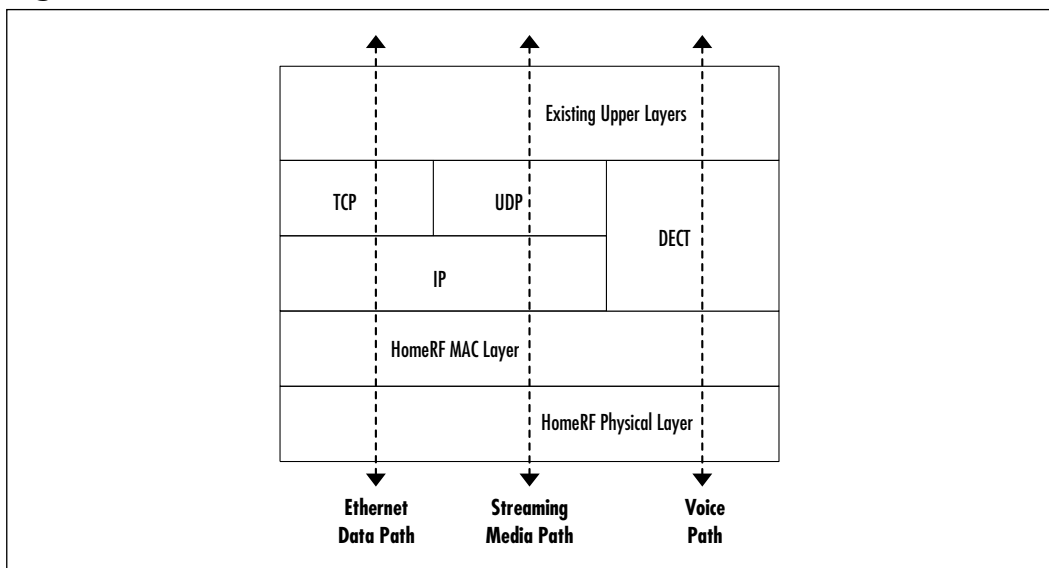 Existing Upper Layers
TCP
UDP
DECT
IP
HomeRF MAC Layer
HomeRF Physical Layer
Ethernet
Data Path
Streaming
Media Path
Voice
Path